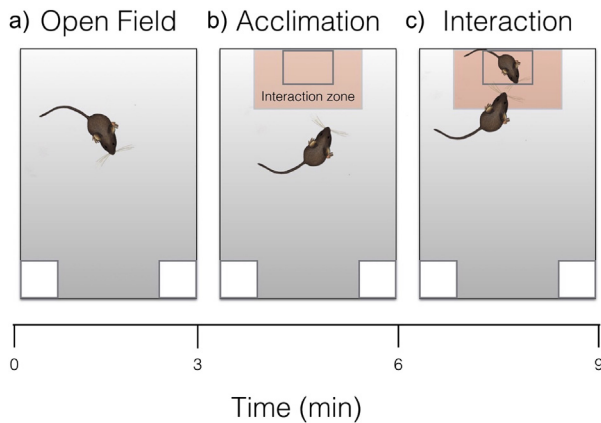 a) Open Field
b) Acclimation
c) Interaction
Interaction zone
0
3
6
9
Time (min)